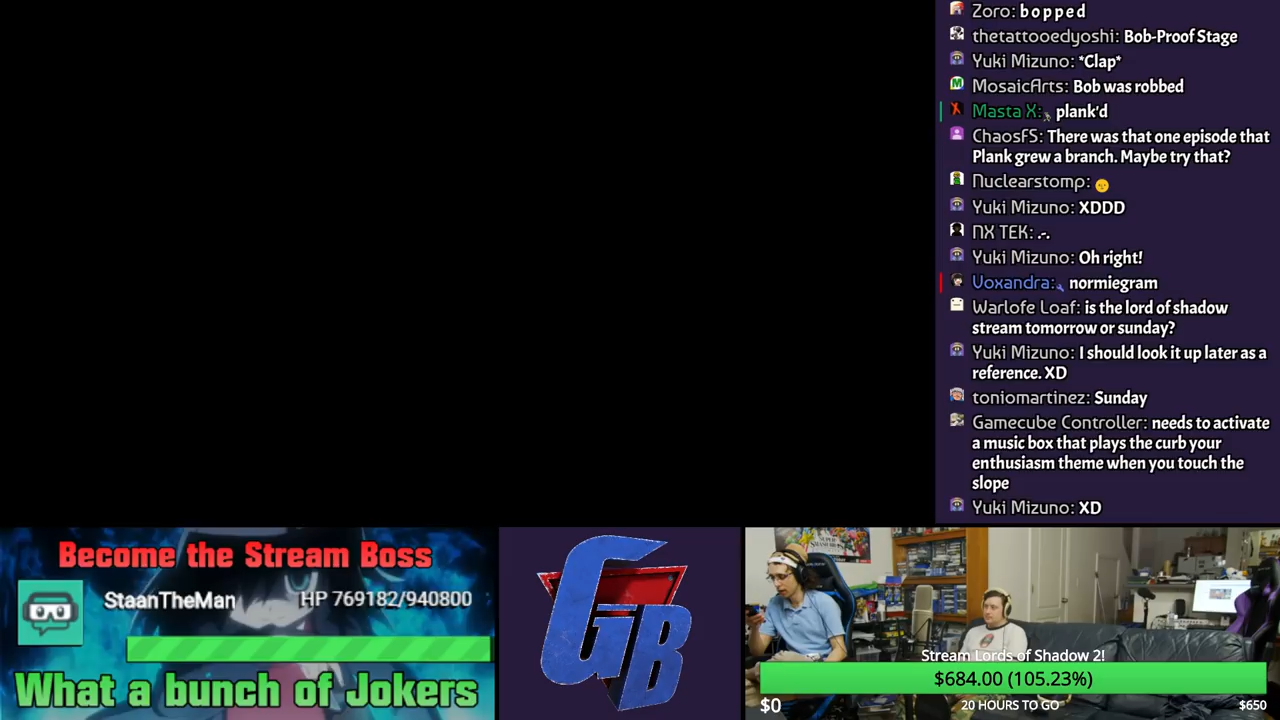 Zoro: bopped
thetattooedyoshi: Bob-Proof Stage
Yuki Mizuno: *Clap*
MosaicArts: Bob was robbed
Masta X: plank'd
ChaosFS: There was that one episode that
Plank grew a branch. Maybe try that?
Nuclearstomp:
Yuki Mizuno: XDDD
NX TEK: .-.
Yuki Mizuno: Oh right!
Voxandra: normiegram
Warlofe Loaf: is the lord of shadow
stream tomorrow or sunday?
Yuki Mizuno: I should look it up later as a
reference. XD
toniomartinez: Sunday
Gamecube Controller: needs to activate
a music box that plays the curb your
enthusiasm theme when you touch the
slope
Yuki Mizuno: XD
Become the Stream Boss
StaanTheMan HP 769182/940800
What a bunch of Jokers
GB
Stream Lords of Shadow 2!
$684.00 (105.23%)
$0 20 HOURS TO GO $650